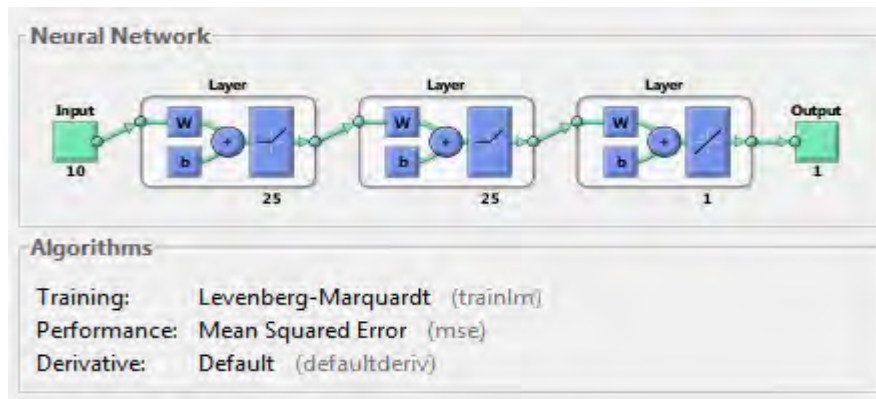 Neural Network
Layer Layer Layer
Input W + b W + b W + b Output
10 25 25 1 1
Algorithms
Training: Levenberg-Marquardt (trainlm)
Performance: Mean Squared Error (mse)
Derivative: Default (defaultderiv)